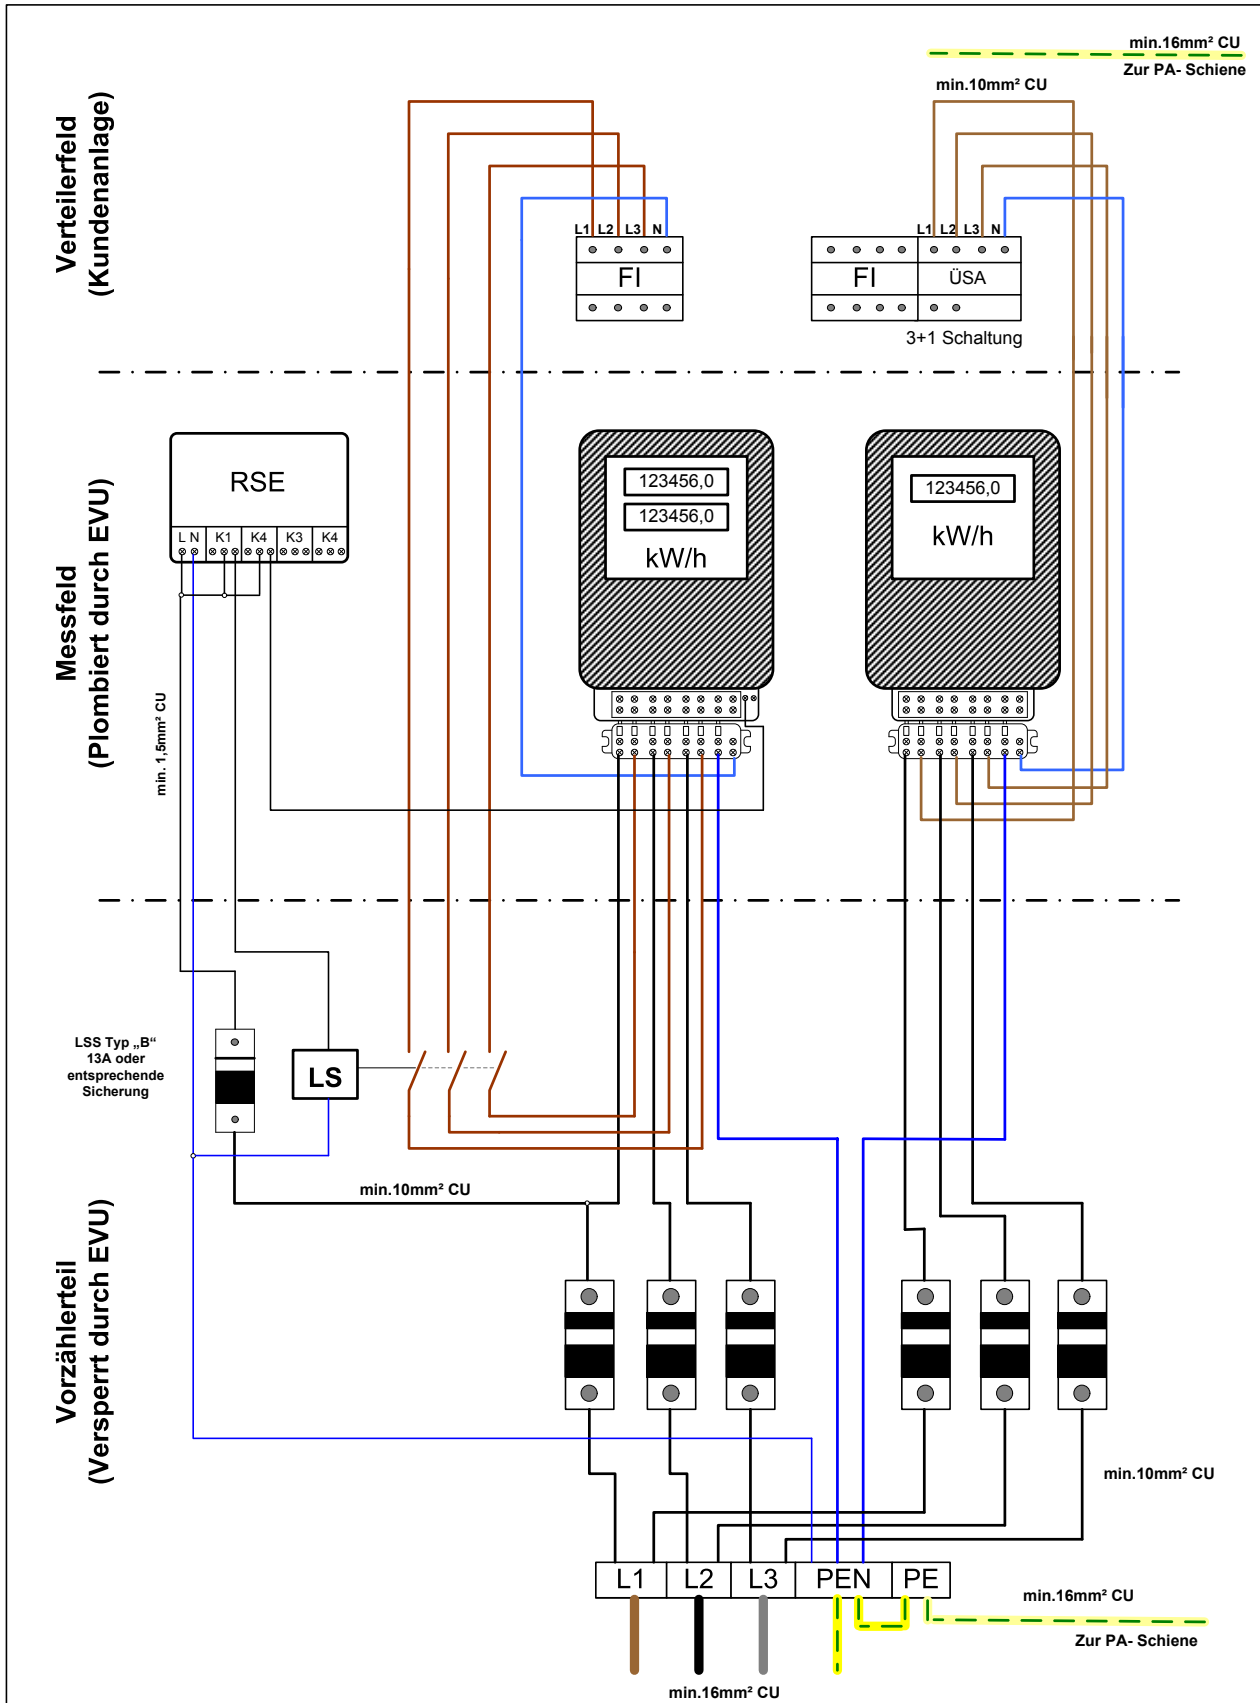 min.16mm² CU
Zur PA- Schiene
min.10mm² CU
Verteilerfeld
(Kundenanlage)
L1 L2 L3 N
L1 L2 L3 N
FI
FI
ÜSA
3+1 Schaltung
Messfeld
(Plombiert durch EVU)
RSE
L N K1 K4 K3 K4
123456,0
123456,0
kW/h
123456,0
kW/h
min. 1,5mm² CU
LSS Typ „B“
13A oder
entsprechende
Sicherung
LS
min.10mm² CU
Vorzählerteil
(Versperrt durch EVU)
min.10mm² CU
L1 L2 L3 PEN PE
min.16mm² CU
Zur PA- Schiene
min.16mm² CU